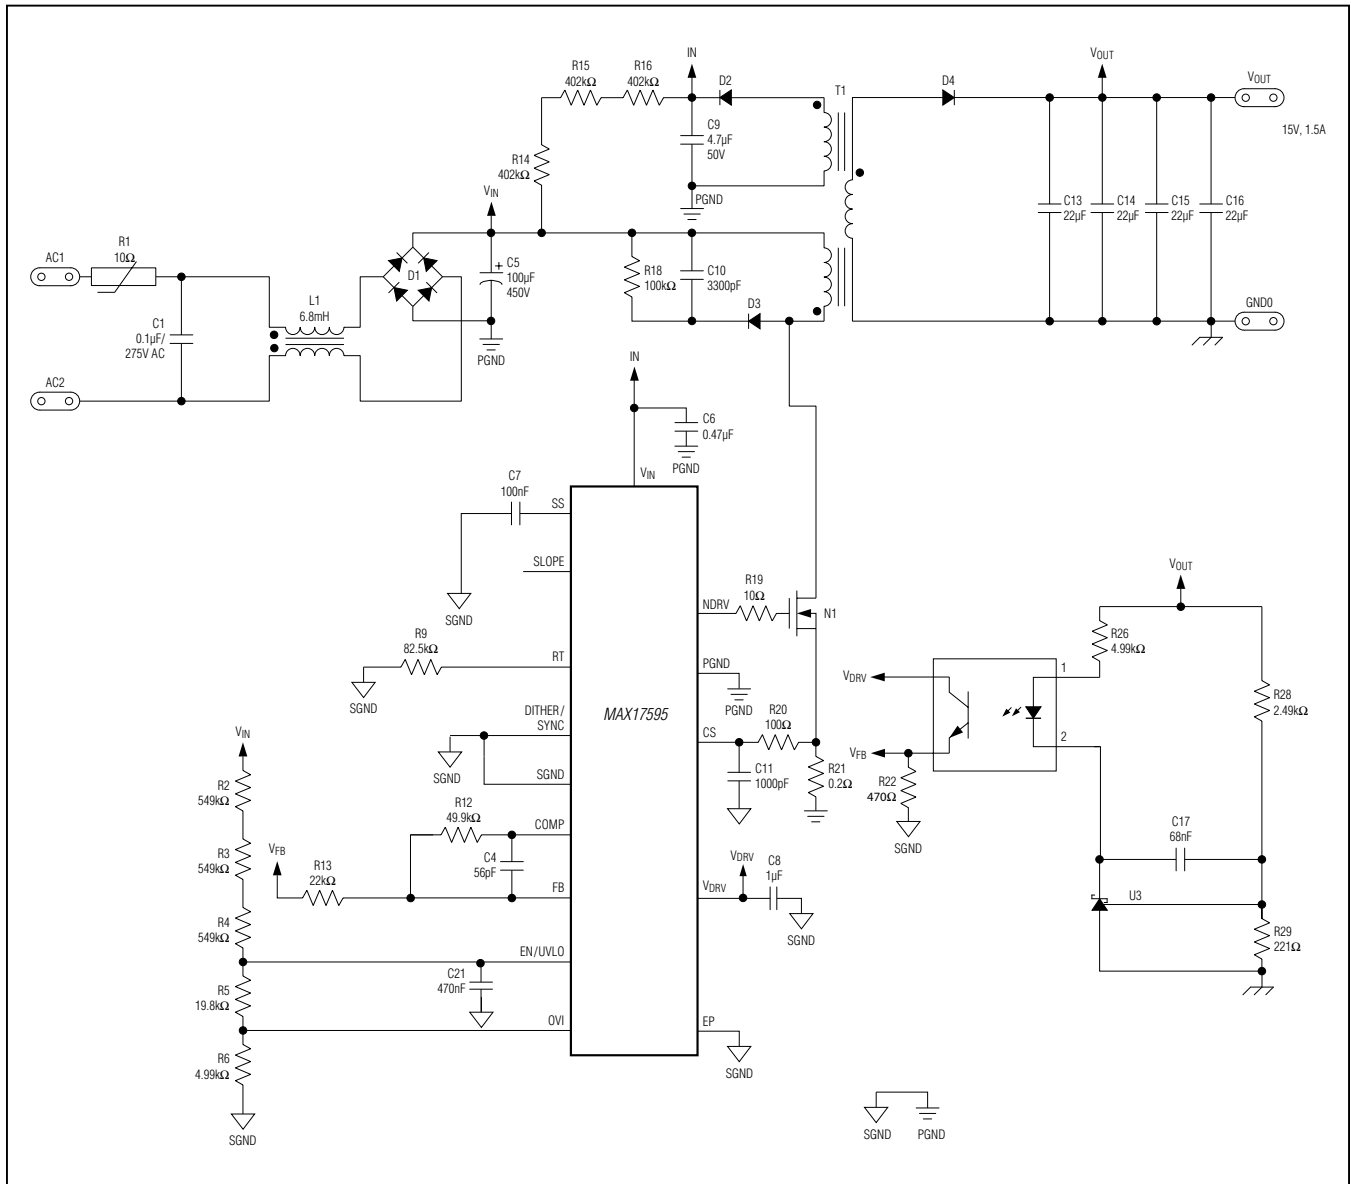 R15
402kΩ
R16
402kΩ
IN
D2
T1
D4
VOUT
VOUT
15V, 1.5A
C9
4.7µF
50V
R14
402kΩ
PGND
VIN
C13
22µF
C14
22µF
C15
22µF
C16
22µF
AC1
R1
10Ω
D1
C5
+
100µF
450V
R18
100kΩ
C10
3300pF
D3
L1
6.8mH
GND0
C1
0.1µF/
275V AC
PGND
AC2
IN
C6
0.47µF
PGND
VIN
C7
100nF
SS
SLOPE
SGND
NDRV
R19
10Ω
N1
VOUT
R26
4.99kΩ
R9
82.5kΩ
RT
SGND
PGND
PGND
VDRV
1
R28
2.49kΩ
DITHER/
SYNC
MAX17595
CS
R20
100Ω
VFB
2
SGND
SGND
C11
1000pF
R21
0.2Ω
R22
470Ω
SGND
VIN
R2
549kΩ
R12
49.9kΩ
COMP
C4
56pF
C17
68nF
R3
549kΩ
VFB
R13
22kΩ
FB
VDRV
VDRV
C8
1µF
SGND
U3
R29
221Ω
R4
549kΩ
EN/UVLO
C21
470nF
R5
19.8kΩ
OVI
EP
SGND
R6
4.99kΩ
SGND
SGND
PGND